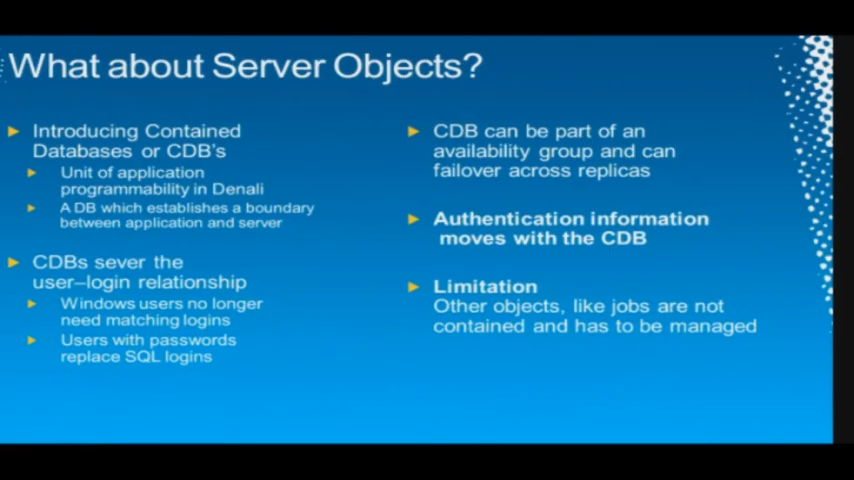 What about Server Objects?
Introducing Contained
Databases or CDB's
Unit of application
programmability in Denali
A DB which establishes a boundary
between application and server
CDBs sever the
user–login relationship
Windows users no longer
need matching logins
Users with passwords
replace SQL logins
CDB can be part of an
availability group and can
failover across replicas
Authentication information
moves with the CDB
Limitation
Other objects, like jobs are not
contained and has to be managed